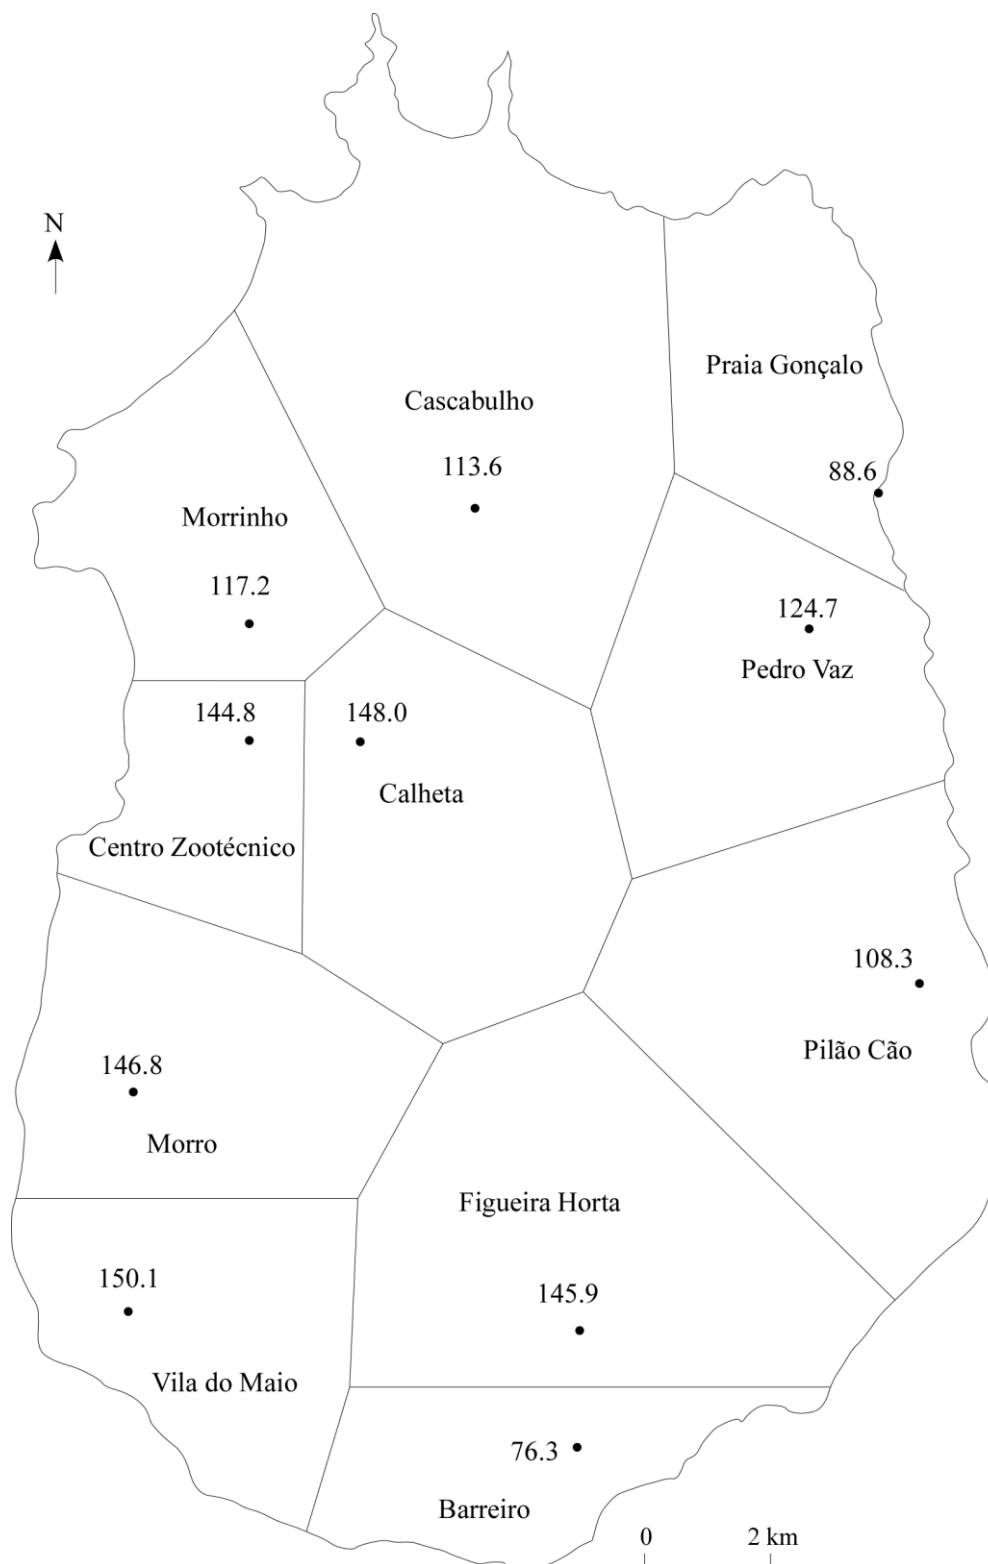 N
Praia Gonçalo
Cascabulho
113.6
88.6
Morrinho
117.2
124.7
Pedro Vaz
144.8
148.0
Calheta
Centro Zootécnico
108.3
Pilão Cão
146.8
Morro
Figueira Horta
150.1
145.9
Vila do Maio
76.3
Barreiro
0 2 km